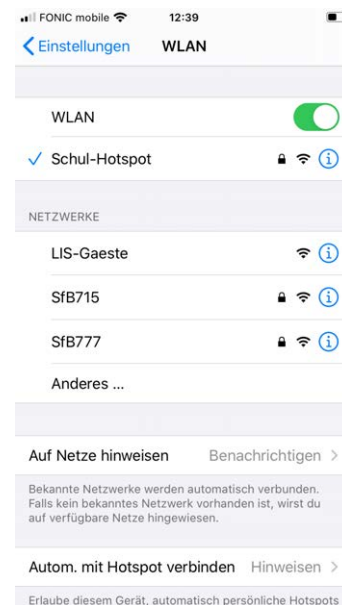 FONIC mobile 12:39
Einstellungen WLAN
WLAN
Schul-Hotspot
NETZWERKE
LIS-Gaeste
SfB715
SfB777
Anderes ...
Auf Netze hinweisen Benachrichtigen
Bekannte Netzwerke werden automatisch verbunden.
Falls kein bekanntes Netzwerk vorhanden ist, wirst du
auf verfügbare Netze hingewiesen.
Autom. mit Hotspot verbinden Hinweisen
Erlaube diesem Gerät, automatisch persönliche Hotspots